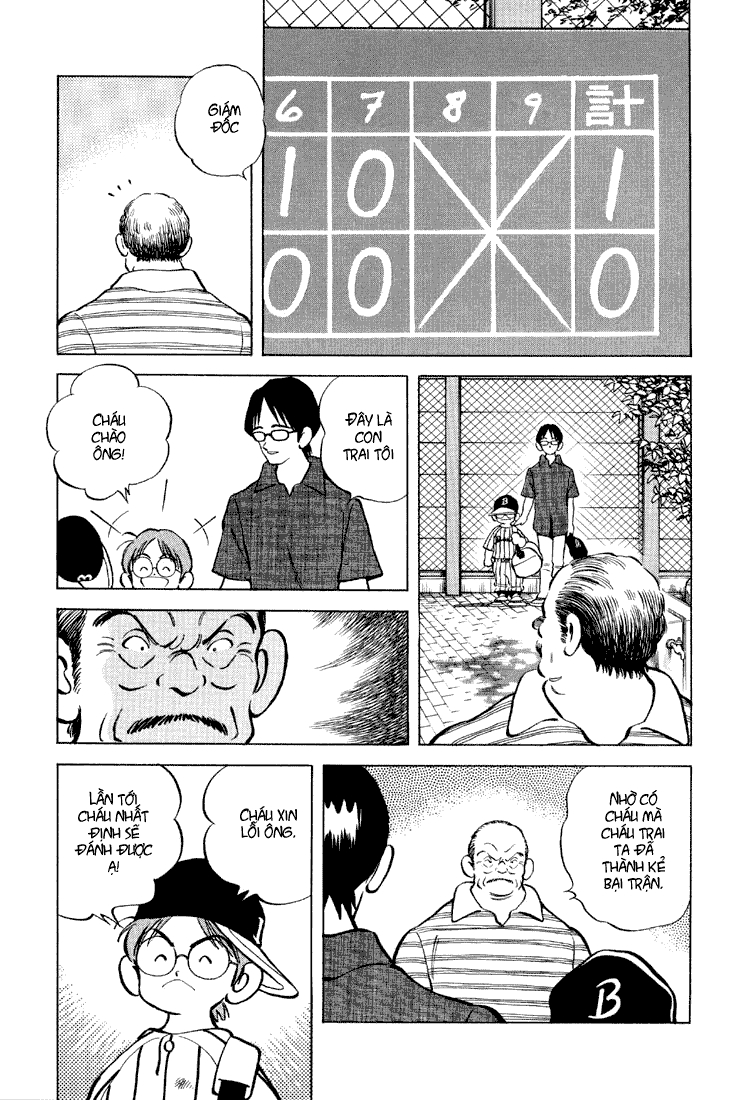 6 7 8 9 計
1 0 1
0 0 0
GIÁM
ĐỐC
ĐÂY LÀ
CON
TRAI TÔI
CHÁU
CHÀO
ÔNG!
B
NHỜ CÓ
CHÁU MÀ
CHÁU TRAI
TA ĐÃ
THÀNH KẺ
BẠI TRẬN.
B
CHÁU XIN
LỖI ÔNG.
LẦN TỚI
CHÁU NHẤT
ĐỊNH SẼ
ĐÁNH ĐƯỢC
Ạ!